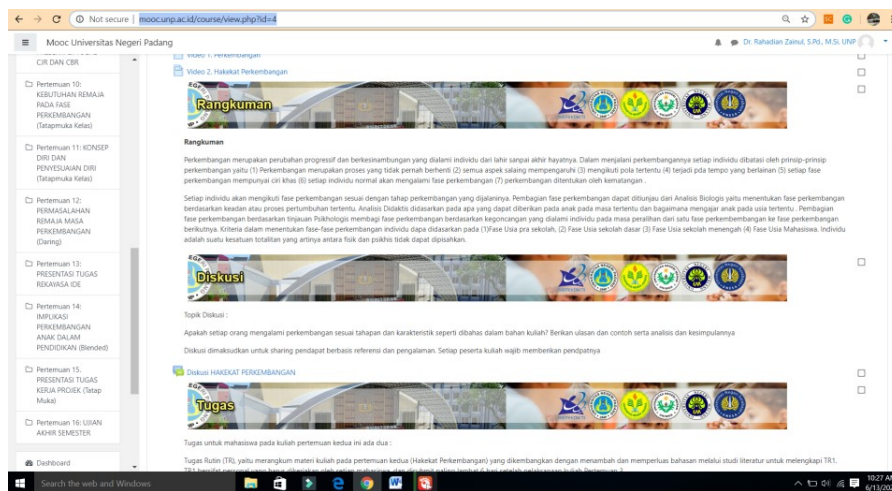 Not secure | mooc.unp.ac.id/course/view.php?id=4
Mooc Universitas Negeri Padang
Dr. Rahadian Zainul, S.Pd., M.Si. UNP
CJR DAN CBR
Pertemuan 10:
KEBUTUHAN REMAJA
PADA FASE
PERKEMBANGAN
(Tatapmuka Kelas)
Pertemuan 11: KONSEP
DIRI DAN
PENYESUAIAN DIRI
(Tatapmuka Kelas)
Pertemuan 12:
PERMASALAHAN
REMAJA MASA
PERKEMBANGAN
(Daring)
Pertemuan 13:
PRESENTASI TUGAS
REKAYASA IDE
Pertemuan 14:
IMPLIKASI
PERKEMBANGAN
ANAK DALAM
PENDIDIKAN (Blended)
Pertemuan 15.
PRESENTASI TUGAS
KERJA PROJEK (Tatap
Muka)
Pertemuan 16: UJIAN
AKHIR SEMESTER
Dashboard
Video 1. Perkembangan
Video 2. Hakekat Perkembangan
Rangkuman
Rangkuman
Perkembangan merupakan perubahan progressif dan berkesinambungan yang dialami individu dari lahir sanpai akhir hayatnya. Dalam menjalani perkembangannya setiap individu dibatasi oleh prinsip-prinsip
perkembangan yaitu (1) Perkembangan merupakan proses yang tidak pernah berhenti (2) semua aspek salaing mempengaruhi (3) mengikuti pola tertentu (4) terjadi pda tempo yang berlainan (5) setiap fase
perkembangan mempunyai ciri khas (6) setiap individu normal akan mengalami fase perkembangan (7) perkembangan ditentukan oleh kematangan .
Setiap individu akan mengikuti fase perkembangan sesuai dengan tahap perkembangan yang dijalaninya. Pembagian fase perkembangan dapat ditiunjau dari Analisis Biologis yaitu menentukan fase perkembangan
berdasarkan keadan atau proses pertumbuhan tertentu. Analisis Didaktis didasarkan pada apa yang dapat diberikan pada anak pada masa tertentu dan bagaimana mengajar anak pada usia tertentu . Pembagian
fase perkembangan berdasarkan tinjauan Psikhologis membagi fase perkembangan berdasarkan kegoncangan yang dialami individu pada masa peralihan dari satu fase perkembembangan ke fase perkembangan
berikutnya. Kriteria dalam menentukan fase-fase perkembangan individu dapa didasarkan pada (1)Fase Usia pra sekolah, (2) Fase Usia sekolah dasar (3) Fase Usia sekolah menengah (4) Fase Usia Mahasiswa. Individu
adalah suatu kesatuan totalitan yang artinya antara fisik dan psikhis tidak dapat dipisahkan.
Diskusi
Topik Diskusi :
Apakah setiap orang mengalami perkembangan sesuai tahapan dan karakteristik seperti dibahas dalam bahan kuliah? Berikan ulasan dan contoh serta analisis dan kesimpulannya
Diskusi dimaksudkan untuk sharing pendapat berbasis referensi dan pengalaman. Setiap peserta kuliah wajib memberikan pendpatnya
Diskusi HAKEKAT PERKEMBANGAN
Tugas
Tugas untuk mahasiswa pada kuliah pertemuan kedua ini ada dua :
Tugas Rutin (TR), yaitu merangkum materi kuliah pada pertemuan kedua (Hakekat Perkembangan) yang dikembangkan dengan menambah dan memperluas bahasan melalui studi literatur untuk melengkapi TR1.
Search the web and Windows
10:27 AM